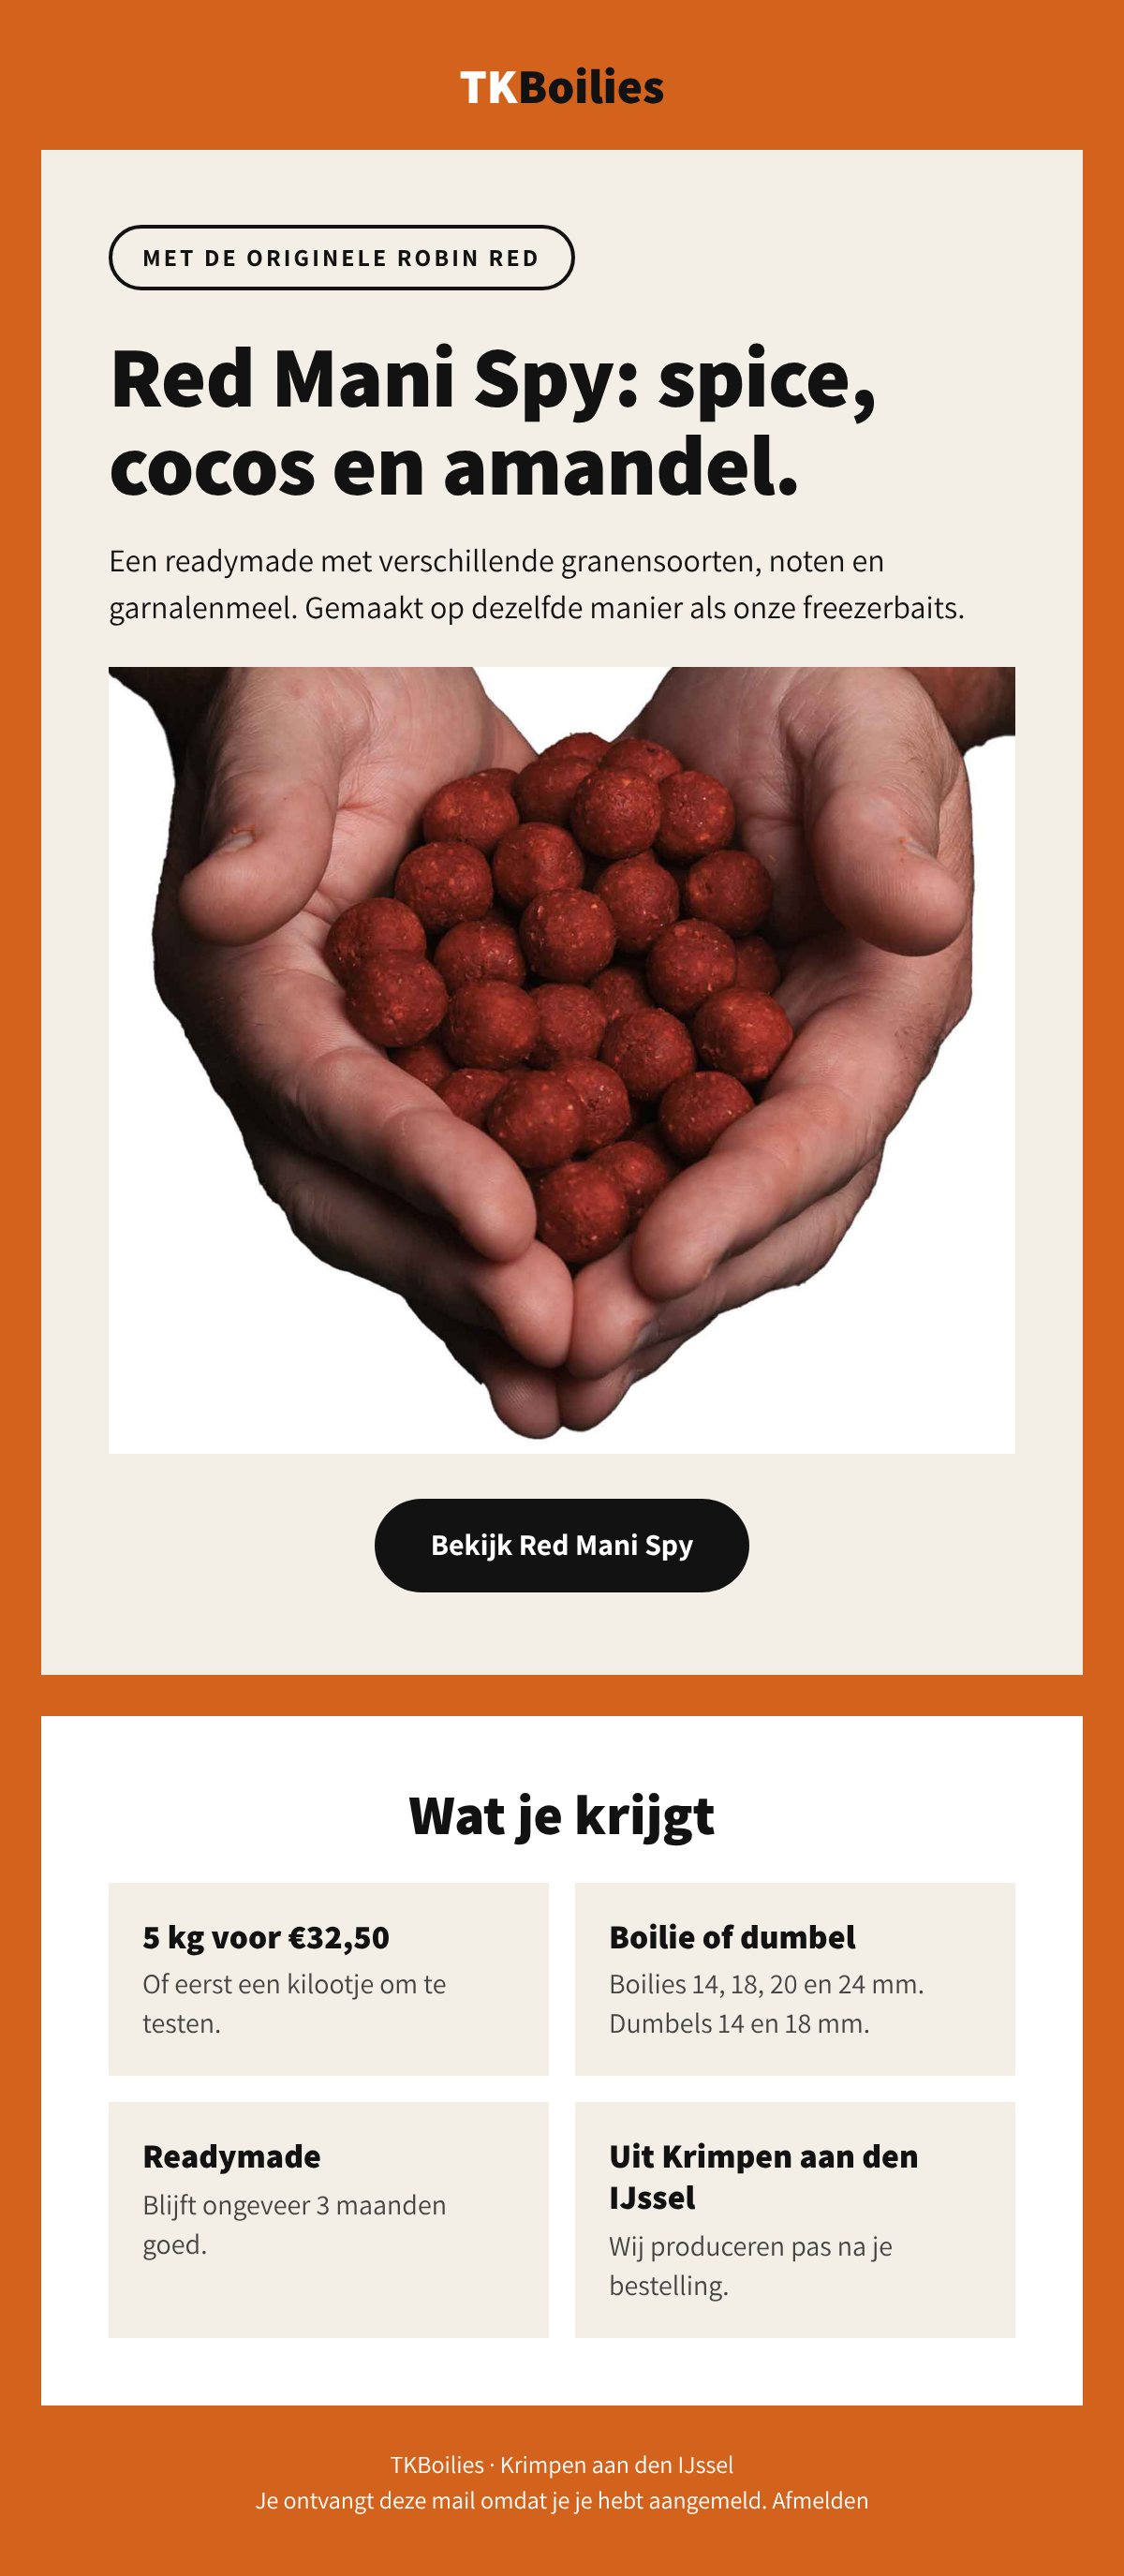 TKBoilies
MET DE ORIGINELE ROBIN RED
Red Mani Spy: spice,
cocos en amandel.
Een readymade met verschillende granensoorten, noten en
garnalenmeel. Gemaakt op dezelfde manier als onze freezerbaits.
Bekijk Red Mani Spy
Wat je krijgt
5 kg voor €32,50
Of eerst een kilootje om te
testen.
Boilie of dumbel
Boilies 14, 18, 20 en 24 mm.
Dumbels 14 en 18 mm.
Readymade
Blijft ongeveer 3 maanden
goed.
Uit Krimpen aan den
IJssel
Wij produceren pas na je
bestelling.
TKBoilies · Krimpen aan den IJssel
Je ontvangt deze mail omdat je je hebt aangemeld. Afmelden